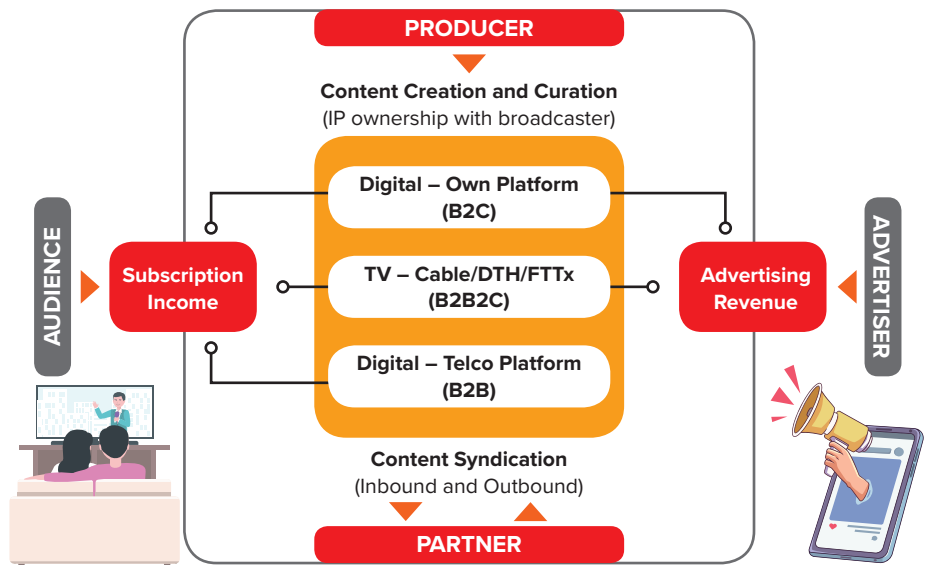 PRODUCER
Content Creation and Curation
(IP ownership with broadcaster)
Digital – Own Platform
(B2C)
AUDIENCE
Subscription
Income
TV – Cable/DTH/FTTx
(B2B2C)
Advertising
Revenue
ADVERTISER
Digital – Telco Platform
(B2B)
Content Syndication
(Inbound and Outbound)
PARTNER